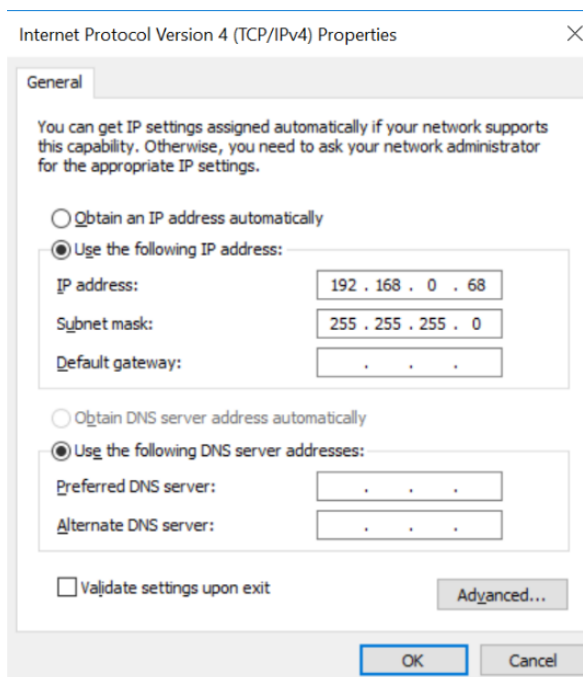 Internet Protocol Version 4 (TCP/IPv4) Properties
General
You can get IP settings assigned automatically if your network supports
this capability. Otherwise, you need to ask your network administrator
for the appropriate IP settings.
Obtain an IP address automatically
Use the following IP address:
IP address: 192 . 168 . 0 . 68
Subnet mask: 255 . 255 . 255 . 0
Default gateway: . . .
Obtain DNS server address automatically
Use the following DNS server addresses:
Preferred DNS server: . . .
Alternate DNS server: . . .
Validate settings upon exit
Advanced...
OK Cancel